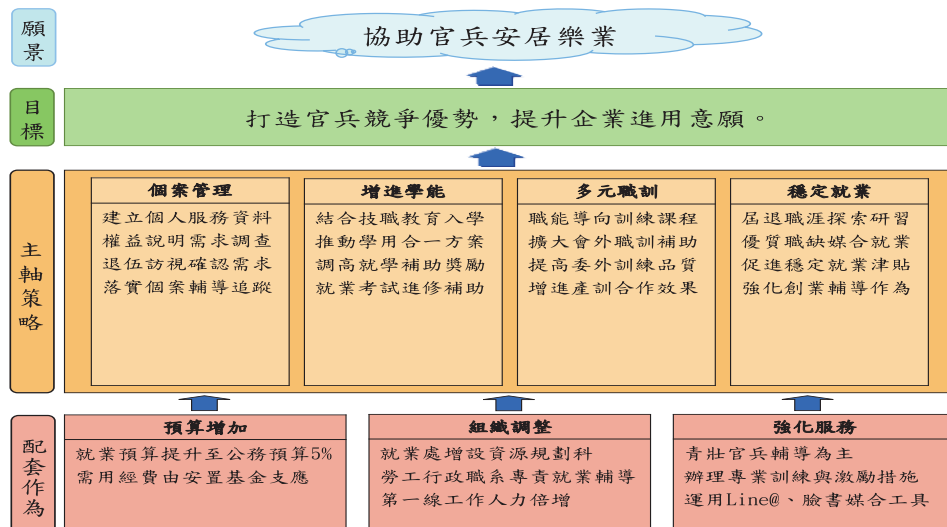 願景
協助官兵安居樂業
目標
打造官兵競爭優勢，提升企業進用意願。
主軸策略
個案管理
建立個人服務資料
權益說明需求調查
退伍訪視確認需求
落實個案輔導追蹤
增進學能
結合技職教育入學
推動學用合一方案
調高就學補助獎勵
就業考試進修補助
多元職訓
職能導向訓練課程
擴大會外職訓補助
提高委外訓練品質
增進產訓合作效果
穩定就業
屆退職涯探索研習
優質職缺媒合就業
促進穩定就業津貼
強化創業輔導作為
配套作為
預算增加
就業預算提升至公務預算5%
需用經費由安置基金支應
組織調整
就業處增設資源規劃科
勞工行政職系專責就業輔導
第一線工作人力倍增
強化服務
青壯官兵輔導為主
辦理專業訓練與激勵措施
運用Line@、臉書媒合工具